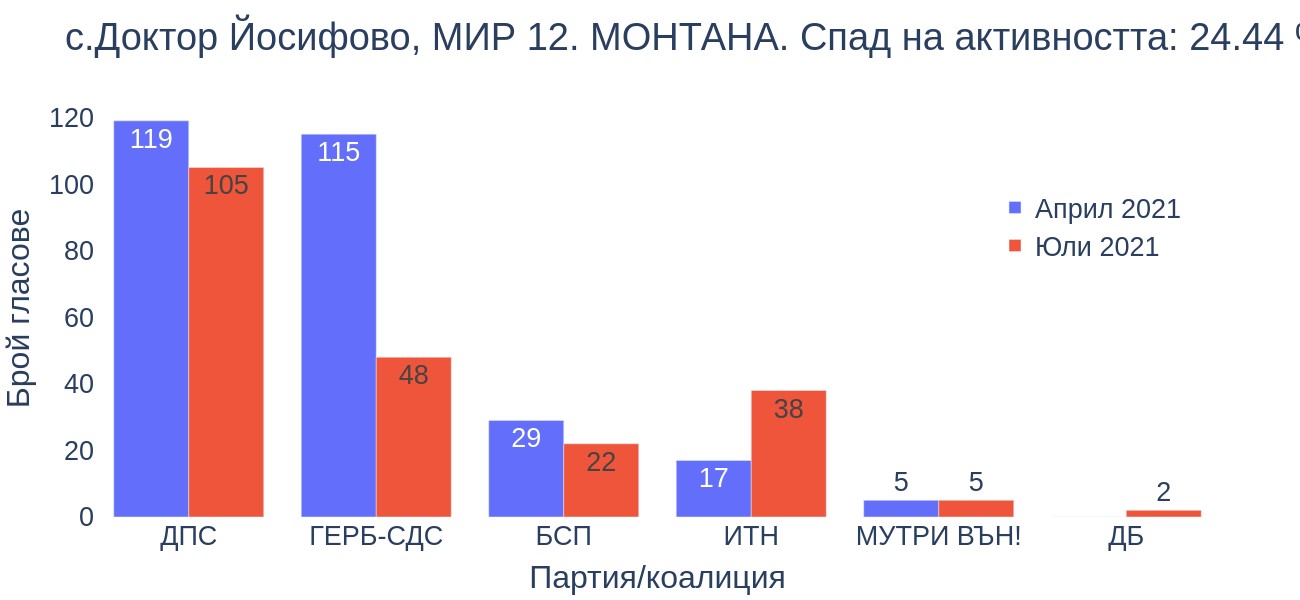 с.Доктор Йосифово, МИР 12. МОНТАНА. Спад на активността: 24.44
Брой гласове
120
100
80
60
40
20
0
119
105
115
48
29
22
17
38
5
5
2
Април 2021
Юли 2021
ДПС
ГЕРБ-СДС
БСП
ИТН
МУТРИ ВЪН!
ДБ
Партия/коалиция